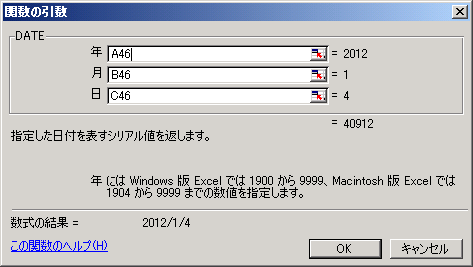 関数の引数
DATE
年 A46 = 2012
月 B46 = 1
日 C46 = 4
= 40912
指定した日付を表すシリアル値を返します。
年 には Windows 版 Excel では 1900 から 9999、Macintosh 版 Excel では
1904 から 9999 までの数値を指定します。
数式の結果 = 2012/1/4
この関数のヘルプ(H) OK キャンセル